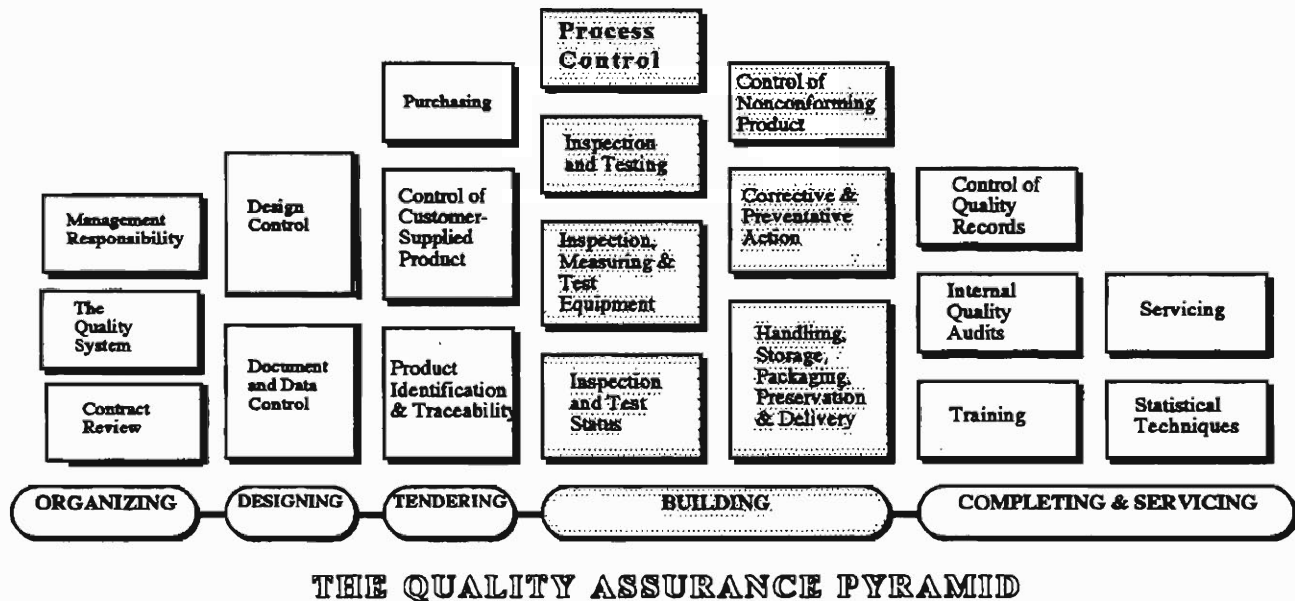 Management
Responsibility
The
Quality
System
Contract
Review
Design
Control
Document
and Data
Control
Purchasing
Control of
Customer-
Supplied
Product
Product
Identification
& Traceability
Process
Control
Inspection
and Testing
Inspection,
Measuring &
Test
Equipment
Inspection
and Test
Status
Control of
Nonconforming
Product
Corrective &
Preventative
Action
Handling,
Storage,
Packaging,
Preservation
& Delivery
Control of
Quality
Records
Internal
Quality
Audits
Training
Servicing
Statistical
Techniques
ORGANIZING
DESIGNING
TENDERING
BUILDING
COMPLETING & SERVICING
THE QUALITY ASSURANCE PYRAMID